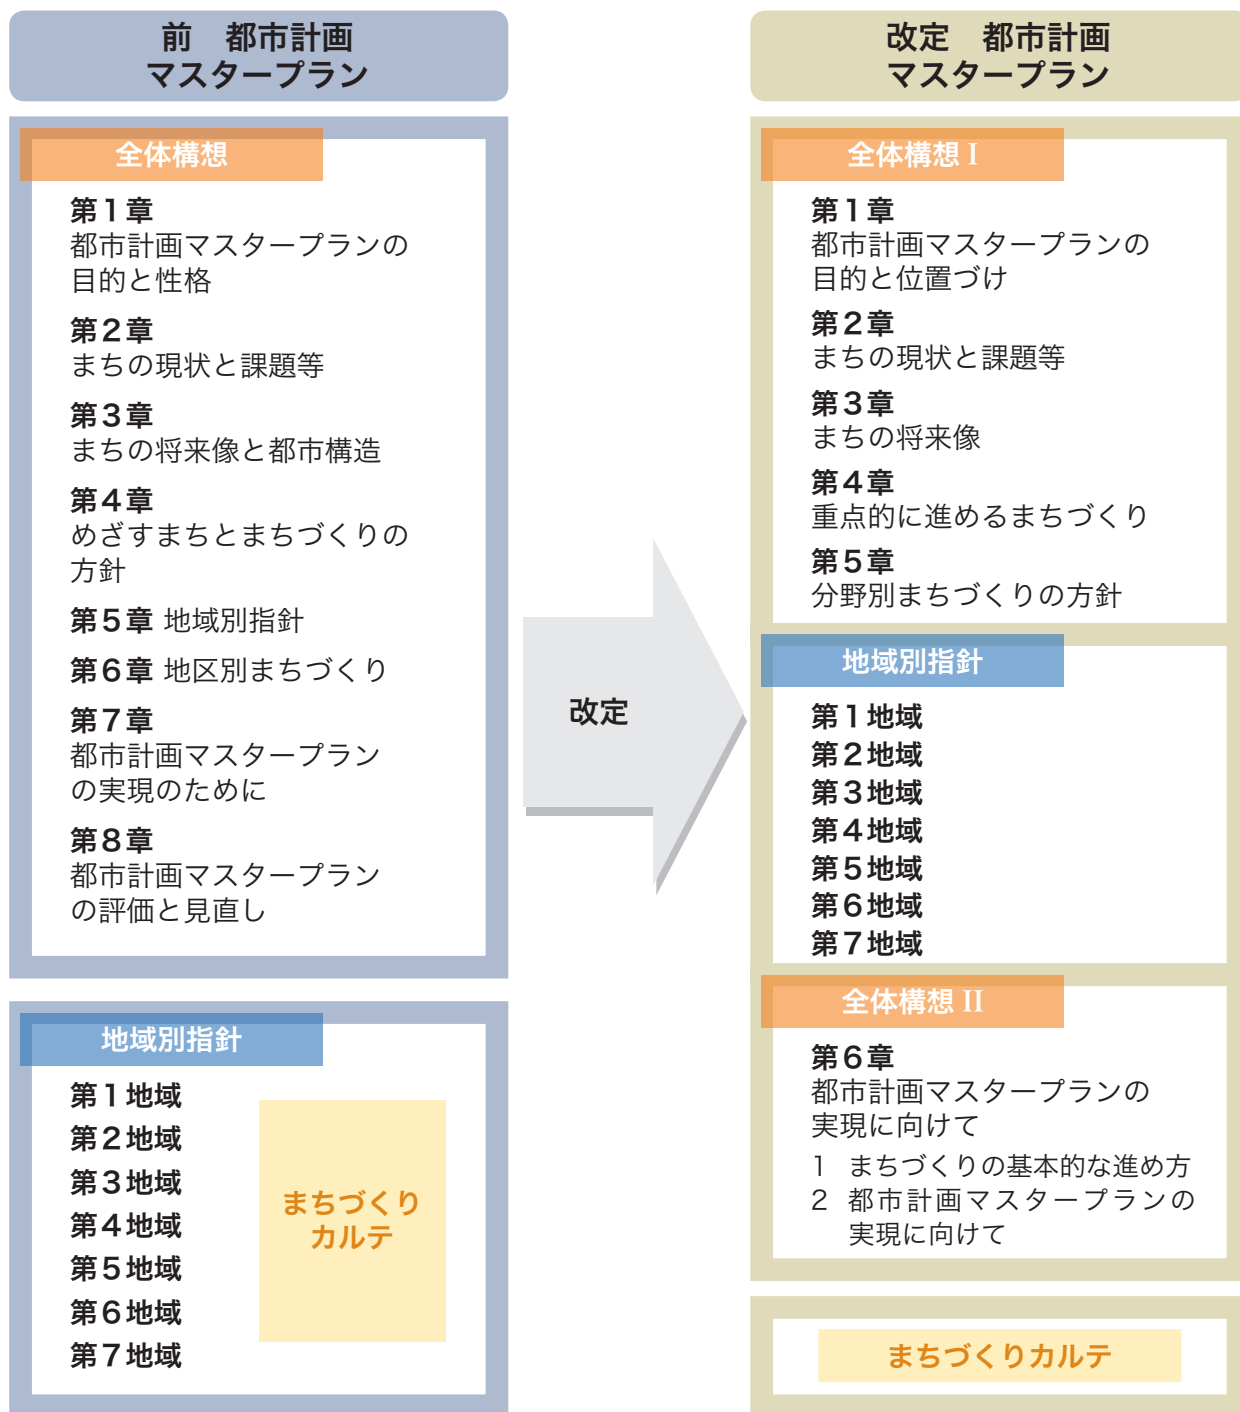 前　都市計画
マスタープラン
全体構想
第1章
都市計画マスタープランの
目的と性格
第2章
まちの現状と課題等
第3章
まちの将来像と都市構造
第4章
めざすまちとまちづくりの
方針
第5章 地域別指針
第6章 地区別まちづくり
第7章
都市計画マスタープラン
の実現のために
第8章
都市計画マスタープラン
の評価と見直し
地域別指針
第1地域
第2地域
第3地域
第4地域
第5地域
第6地域
第7地域
まちづくり
カルテ
改定
改定　都市計画
マスタープラン
全体構想 I
第1章
都市計画マスタープランの
目的と位置づけ
第2章
まちの現状と課題等
第3章
まちの将来像
第4章
重点的に進めるまちづくり
第5章
分野別まちづくりの方針
地域別指針
第1地域
第2地域
第3地域
第4地域
第5地域
第6地域
第7地域
全体構想 II
第6章
都市計画マスタープランの
実現に向けて
1　まちづくりの基本的な進め方
2　都市計画マスタープランの
実現に向けて
まちづくりカルテ